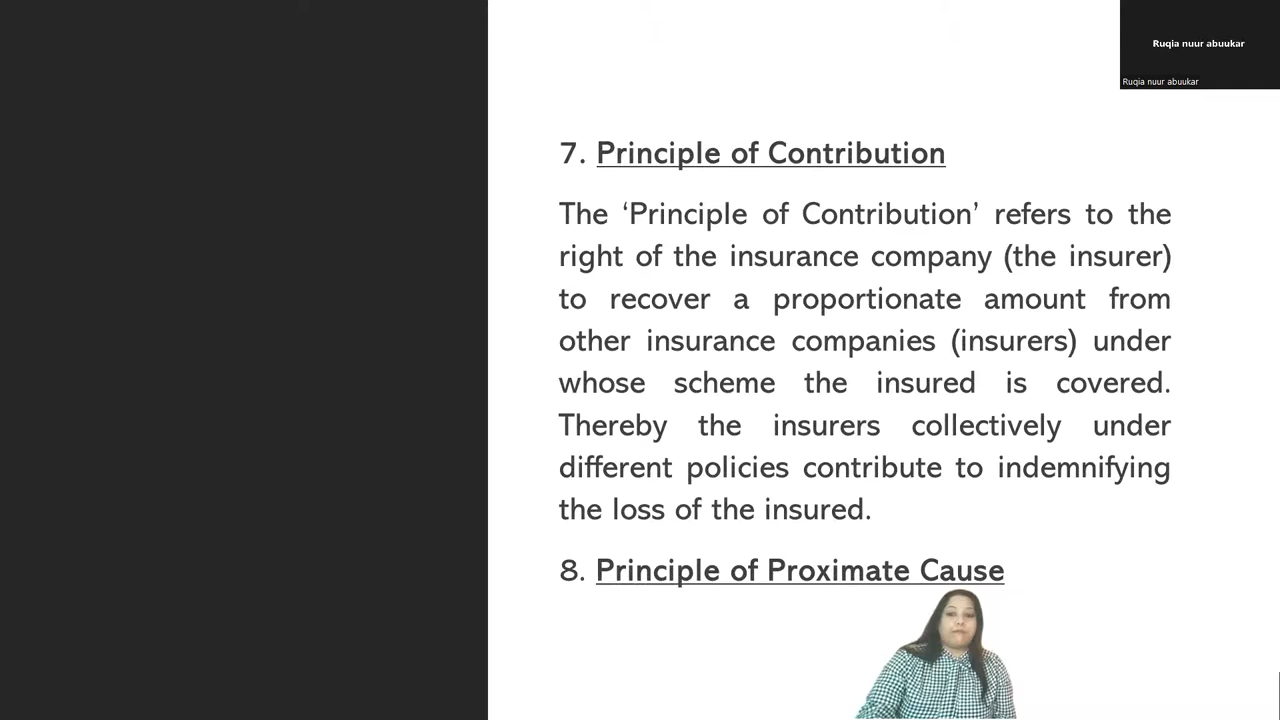 Ruqia nuur abuukar
Ruqia nuur abuukar
7. Principle of Contribution
The ‘Principle of Contribution’ refers to the
right of the insurance company (the insurer)
to recover a proportionate amount from
other insurance companies (insurers) under
whose scheme the insured is covered.
Thereby the insurers collectively under
different policies contribute to indemnifying
the loss of the insured.
8. Principle of Proximate Cause